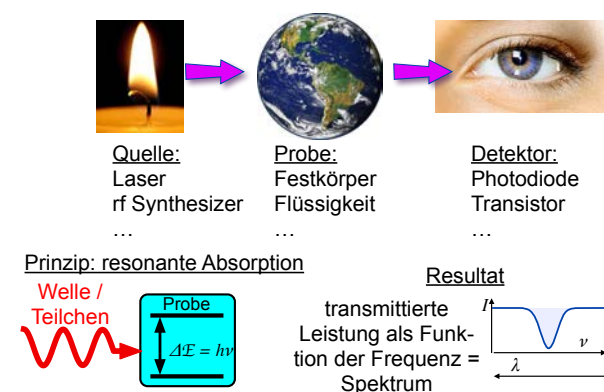 Quelle:
Laser
rf Synthesizer
…
Probe:
Festkörper
Flüssigkeit
…
Detektor:
Photodiode
Transistor
…
Prinzip: resonante Absorption
Welle /
Teilchen
Probe
ΔE = hν
Resultat
transmittierte
Leistung als Funk-
tion der Frequenz =
Spektrum
I
ν
λ